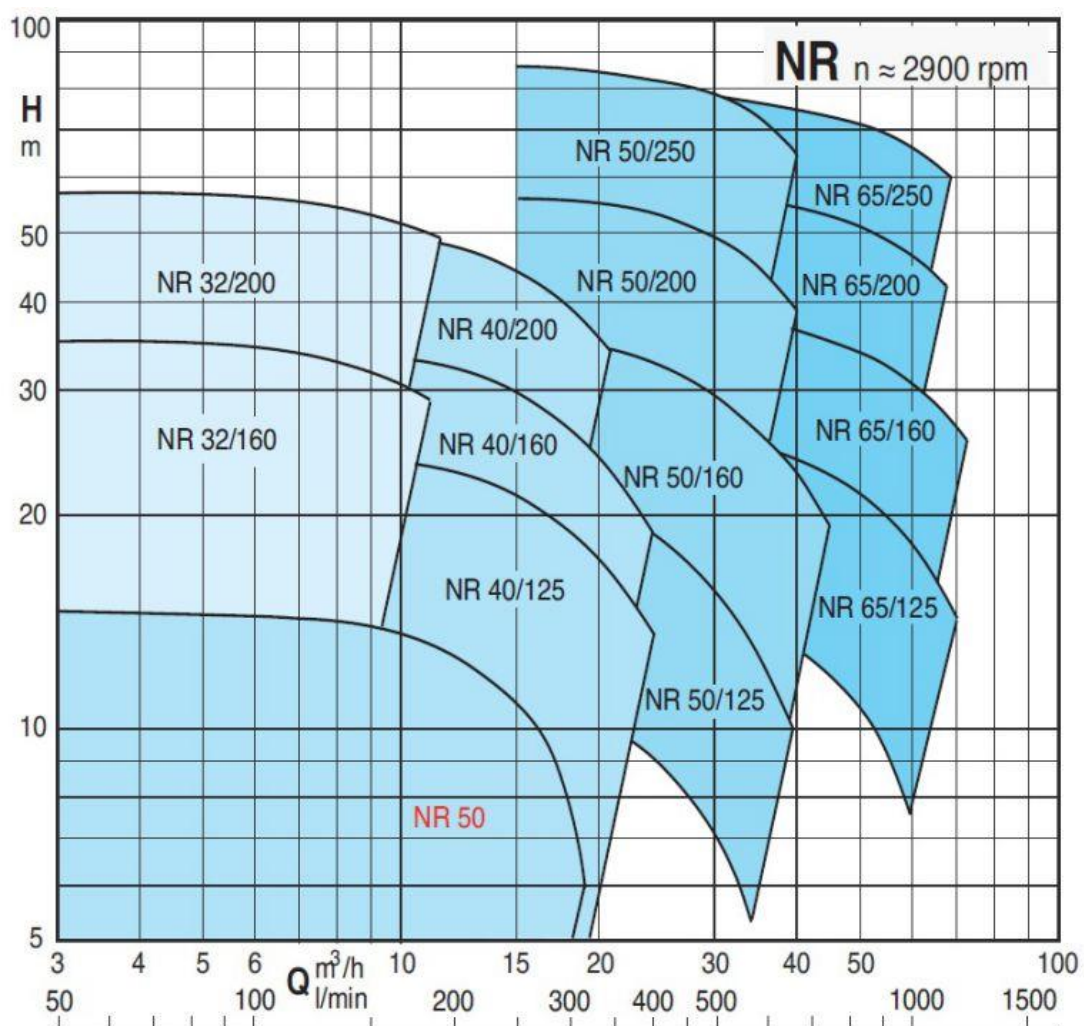 100
NR n ≈ 2900 rpm
H
m
NR 50/250
NR 65/250
50
NR 32/200
NR 50/200
NR 65/200
40
NR 40/200
30
NR 32/160
NR 40/160
NR 65/160
NR 50/160
20
NR 40/125
NR 65/125
NR 50/125
10
NR 50
5
3 4 5 6 10 15 20 30 40 50 100
Q m³/h
l/min
50 100 200 300 400 500 1000 1500